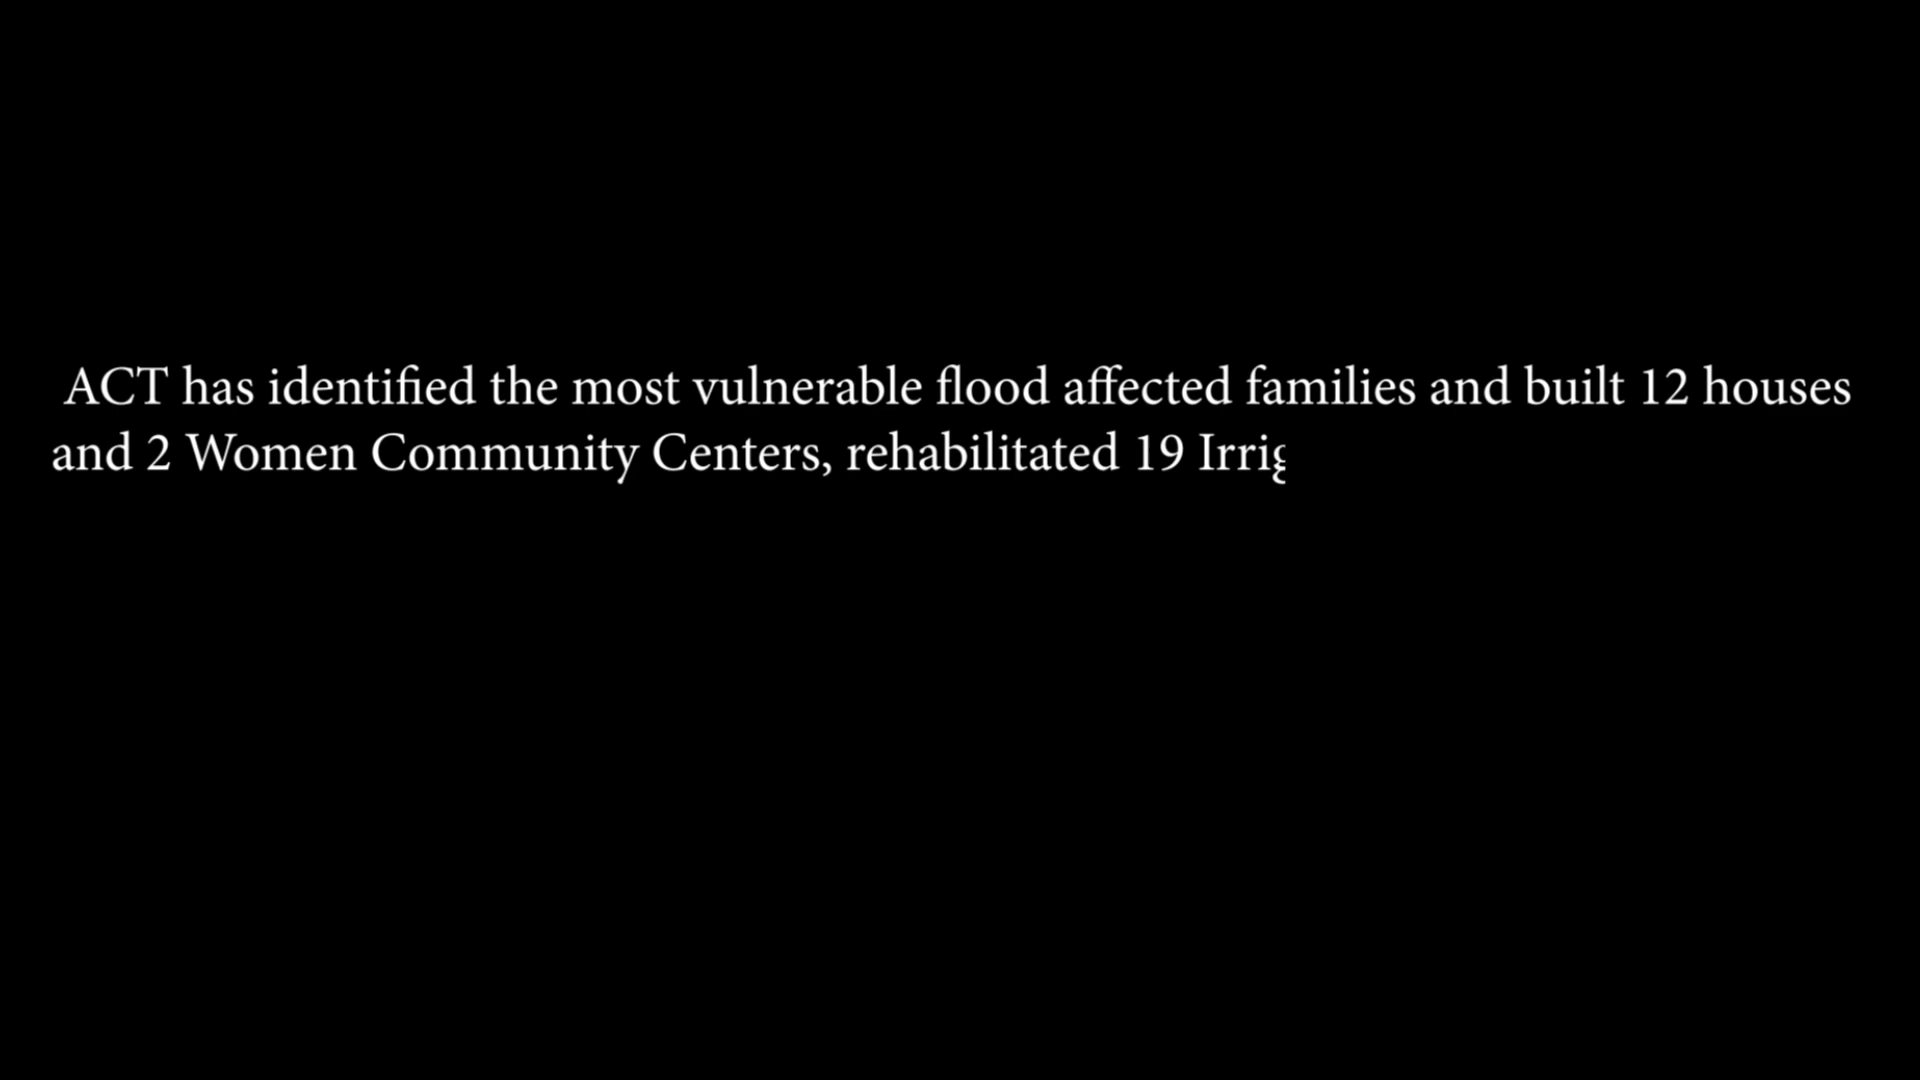 ACT has identified the most vulnerable flood affected families and built 12 houses
and 2 Women Community Centers, rehabilitated 19